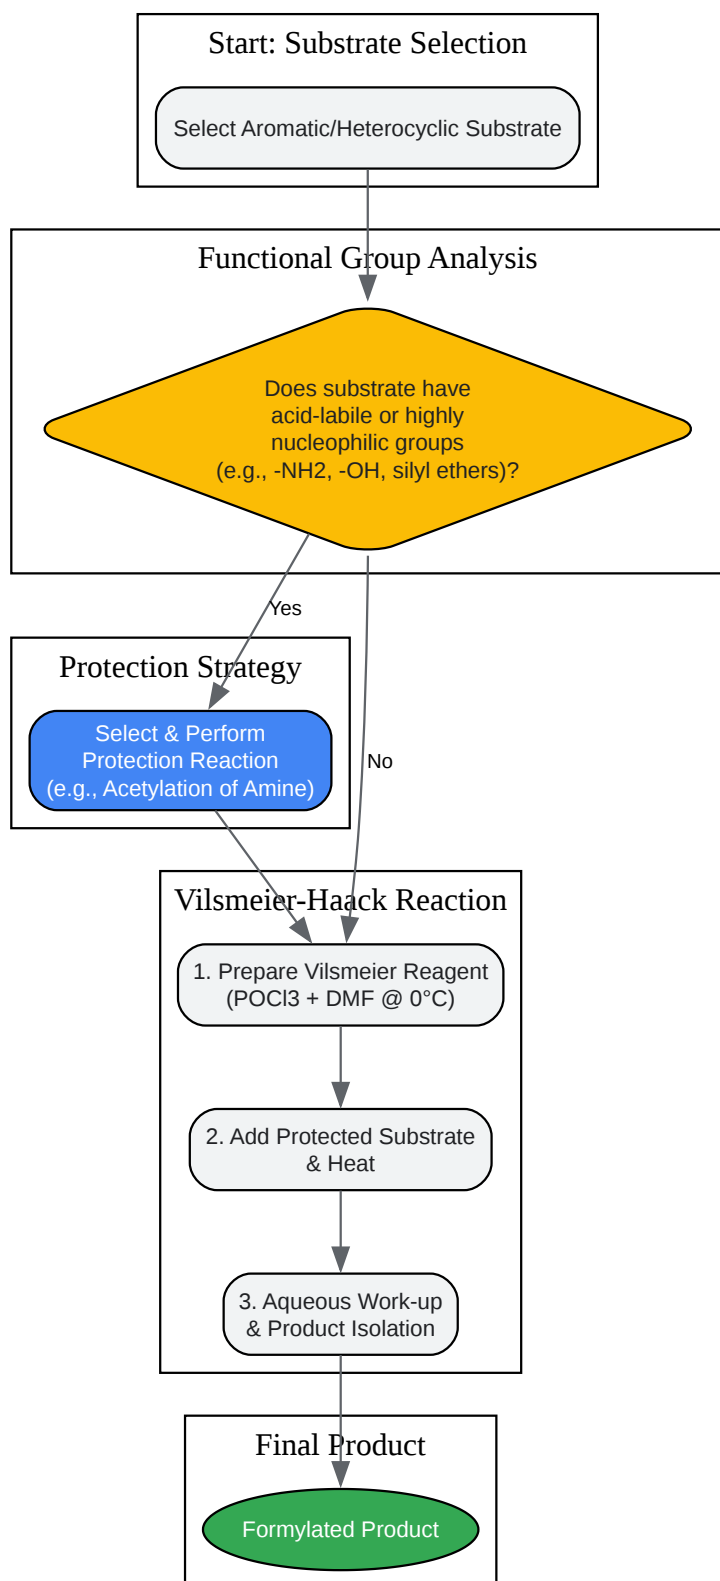 Start: Substrate Selection
Select Aromatic/Heterocyclic Substrate
Functional Group Analysis
Does substrate have
acid-labile or highly
nucleophilic groups
(e.g., -NH2, -OH, silyl ethers)?
Yes
Protection Strategy
Select & Perform
Protection Reaction
(e.g., Acetylation of Amine)
No
Vilsmeier-Haack Reaction
1. Prepare Vilsmeier Reagent
(POCl3 + DMF @ 0°C)
2. Add Protected Substrate
& Heat
3. Aqueous Work-up
& Product Isolation
Final Product
Formylated Product